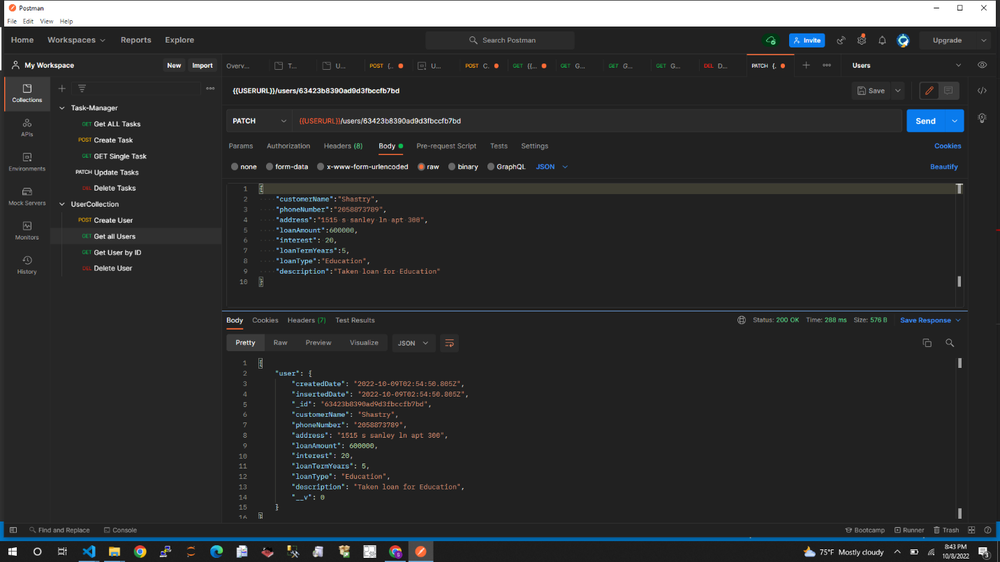 Postman
File Edit View Help
Home Workspaces Reports Explore Search Postman Invite Upgrade
My Workspace New Import Overv... T... U... POST {.. U... POST C. GET {{... GET G... GET G... GET G... DEL D... PATCH {. Users
Collections
APIs
Environments
Mock Servers
Monitors
History
Task-Manager
GET Get ALL Tasks
POST Create Task
GET GET Single Task
PATCH Update Tasks
DEL Delete Tasks
UserCollection
POST Create User
GET Get all Users
GET Get User by ID
DEL Delete User
{{USERURL}}/users/63423b8390ad9d3fbccfb7bd Save
PATCH {{USERURL}}/users/63423b8390ad9d3fbccfb7bd Send
Params Authorization Headers (8) Body Pre-request Script Tests Settings Cookies
none form-data x-www-form-urlencoded raw binary GraphQL JSON Beautify
1 {
2 "customerName":"Shastry",
3 "phoneNumber":"2058873789",
4 "address":"1515 s sanley ln apt 300",
5 "loanAmount":600000,
6 "interest": 20,
7 "loanTermYears":5,
8 "loanType":"Education",
9 "description":"Taken loan for Education"
10 }
Body Cookies Headers (7) Test Results Status: 200 OK Time: 288 ms Size: 576 B Save Response
Pretty Raw Preview Visualize JSON
1 {
2 "user": {
3 "createdDate": "2022-10-09T02:54:50.805Z",
4 "insertedDate": "2022-10-09T02:54:50.805Z",
5 "_id": "63423b8390ad9d3fbccfb7bd",
6 "customerName": "Shastry",
7 "phoneNumber": "2058873789",
8 "address": "1515 s sanley ln apt 300",
9 "loanAmount": 600000,
10 "interest": 20,
11 "loanTermYears": 5,
12 "loanType": "Education",
13 "description": "Taken loan for Education",
14 "__v": 0
15 }
16 }
Find and Replace Console Bootcamp Runner Trash
75°F Mostly cloudy 8:43 PM
10/8/2022 3